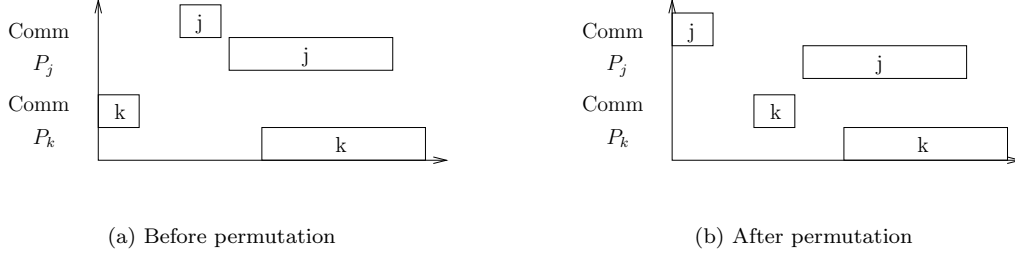 Comm
j
P_j
j
Comm
k
P_k
k
(a) Before permutation
Comm
j
P_j
j
Comm
k
P_k
k
(b) After permutation